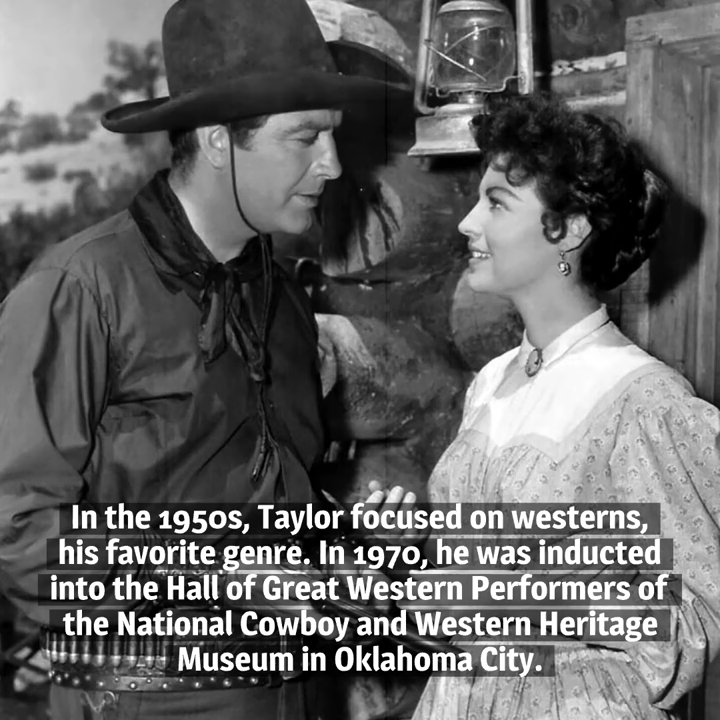 In the 1950s, Taylor focused on westerns,
his favorite genre. In 1970, he was inducted
into the Hall of Great Western Performers of
the National Cowboy and Western Heritage
Museum in Oklahoma City.